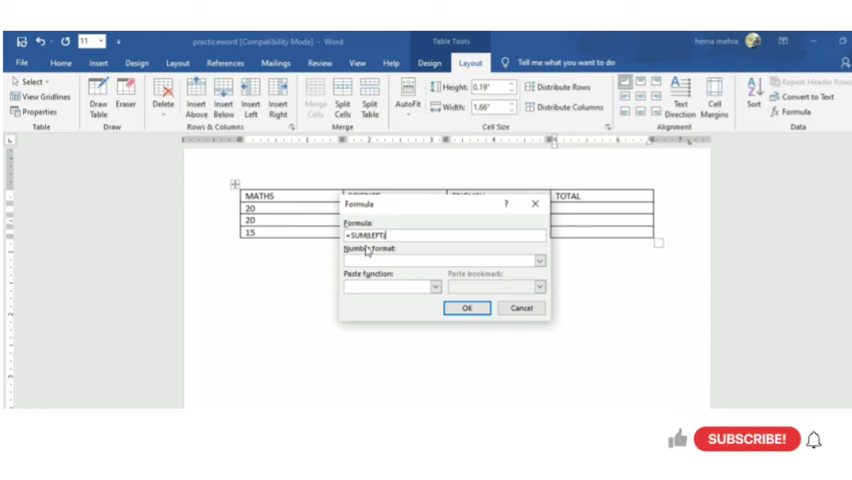 11
practiceword [Compatibility Mode] - Word
Table Tools
hema mehra
File Home Insert Design Layout References Mailings Review View Help Design Layout Tell me what you want to do
Select
View Gridlines
Properties
Table
Draw Table
Eraser
Draw
Delete
Insert Above
Insert Below
Insert Left
Insert Right
Rows & Columns
Merge Cells
Split Cells
Split Table
Merge
AutoFit
Height: 0.19"
Width: 1.66"
Distribute Rows
Distribute Columns
Cell Size
Text Direction
Cell Margins
Alignment
Sort
Repeat Header Rows
Convert to Text
fx Formula
Data
MATHS ENGLISH TOTAL
20
20
15
Formula ?
Formula:
=SUM(LEFT)
Number format:
Paste function: Paste bookmark:
OK Cancel
SUBSCRIBE!